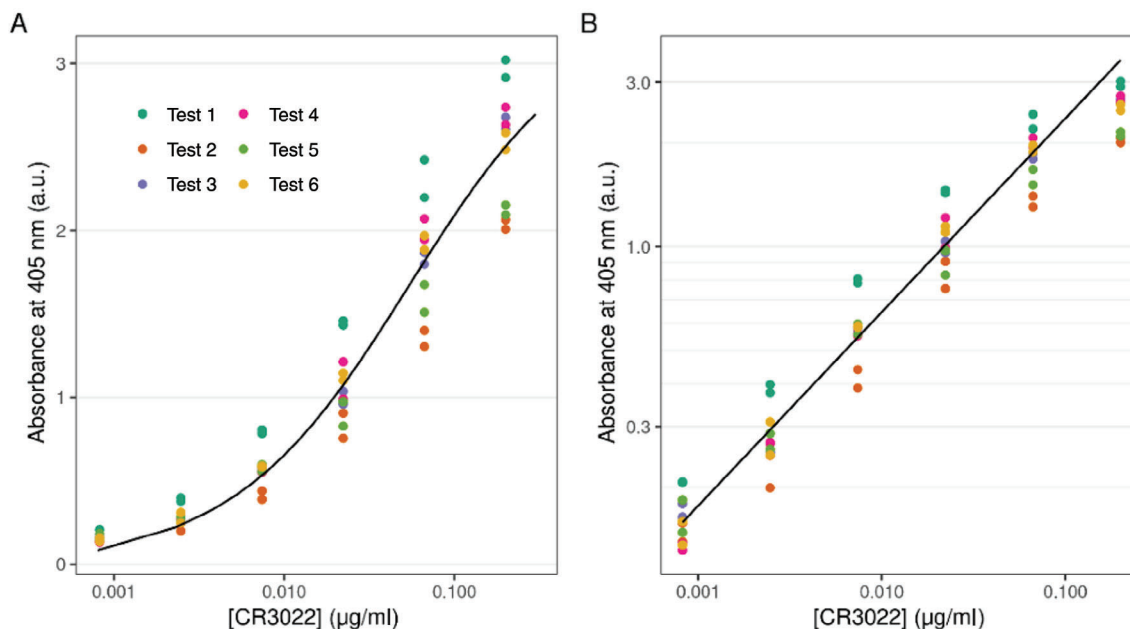 A
Absorbance at 405 nm (a.u.)
3
2
1
0
Test 1
Test 4
Test 2
Test 5
Test 3
Test 6
0.001
0.010
0.100
[CR3022] (µg/ml)
B
Absorbance at 405 nm (a.u.)
3.0
1.0
0.3
0.001
0.010
0.100
[CR3022] (µg/ml)